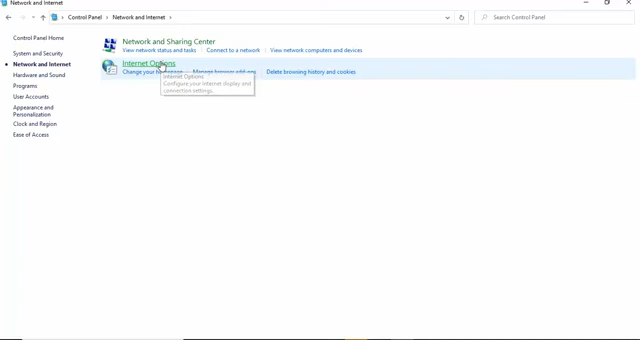 Network and Internet
Control Panel > Network and Internet >
Search Control Panel
Control Panel Home
System and Security
Network and Internet
Hardware and Sound
Programs
User Accounts
Appearance and
Personalization
Clock and Region
Ease of Access
Network and Sharing Center
View network status and tasks | Connect to a network | View network computers and devices
Internet Options
Change your homepage | Manage browser add-ons | Delete browsing history and cookies
Internet Options
Configure your Internet display and
connection settings.